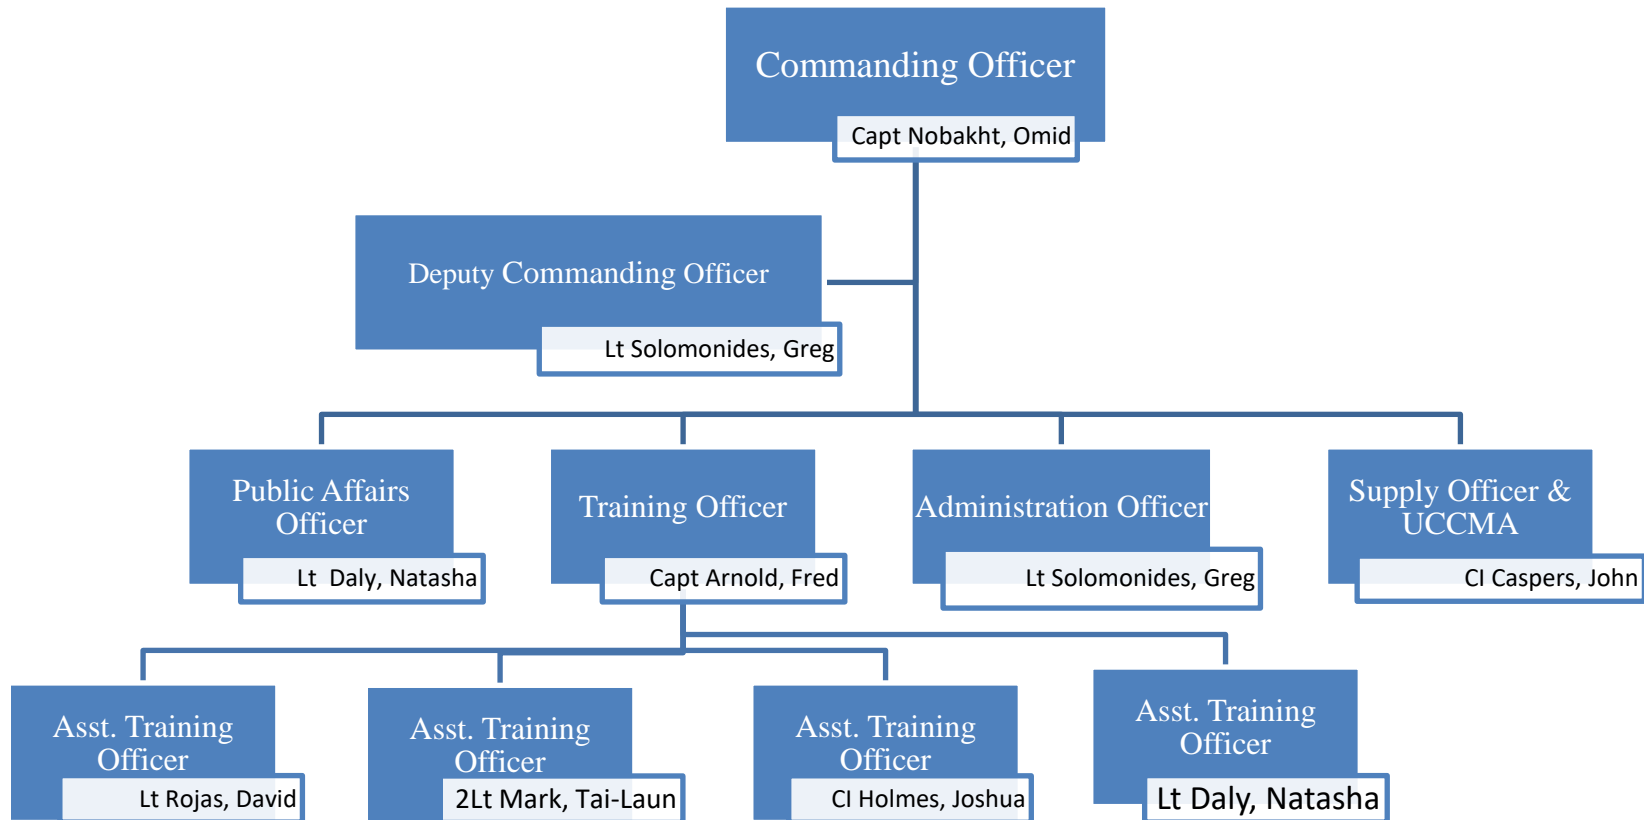 Commanding Officer
Capt Nobakht, Omid
Deputy Commanding Officer
Lt Solomonides, Greg
Public Affairs
Officer
Lt  Daly, Natasha
Training Officer
Capt Arnold, Fred
Administration Officer
Lt Solomonides, Greg
Supply Officer &
UCCMA
CI Caspers, John
Asst. Training
Officer
Lt Rojas, David
Asst. Training
Officer
2Lt Mark, Tai-Laun
Asst. Training
Officer
CI Holmes, Joshua
Asst. Training
Officer
Lt Daly, Natasha